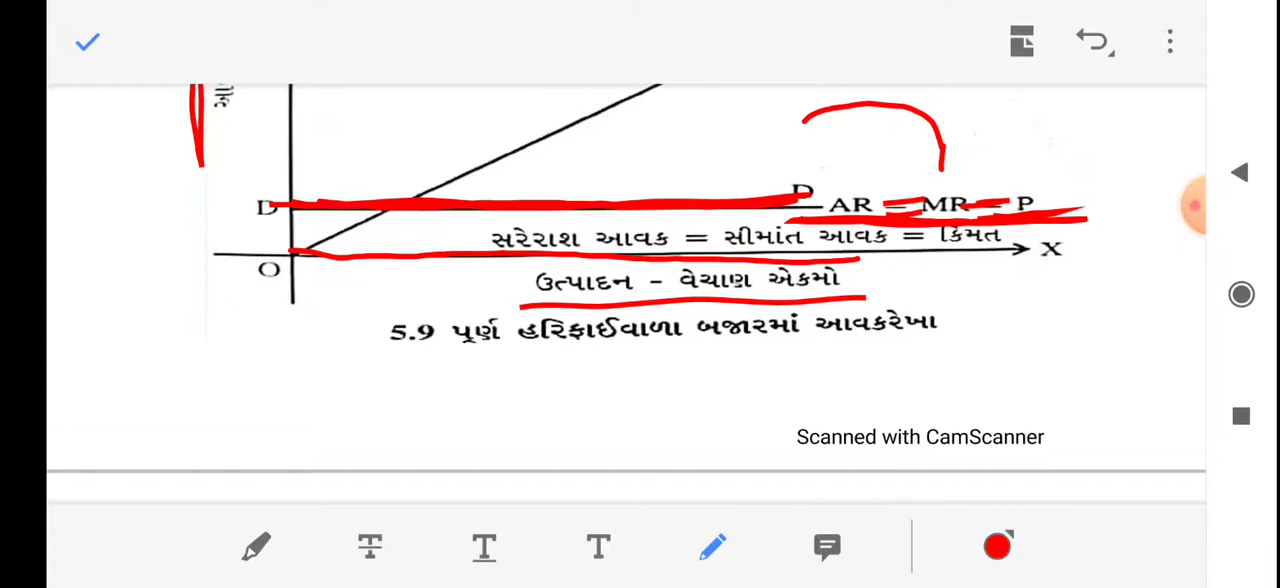 D
D AR = MR = P
સરેરાશ આવક = સીમાંત આવક = કિંમત
O X
ઉત્પાદન - વેચાણ એકમો
5.9 પૂર્ણ હરિફાઈવાળા બજારમાં આવકરેખા
Scanned with CamScanner
T T T